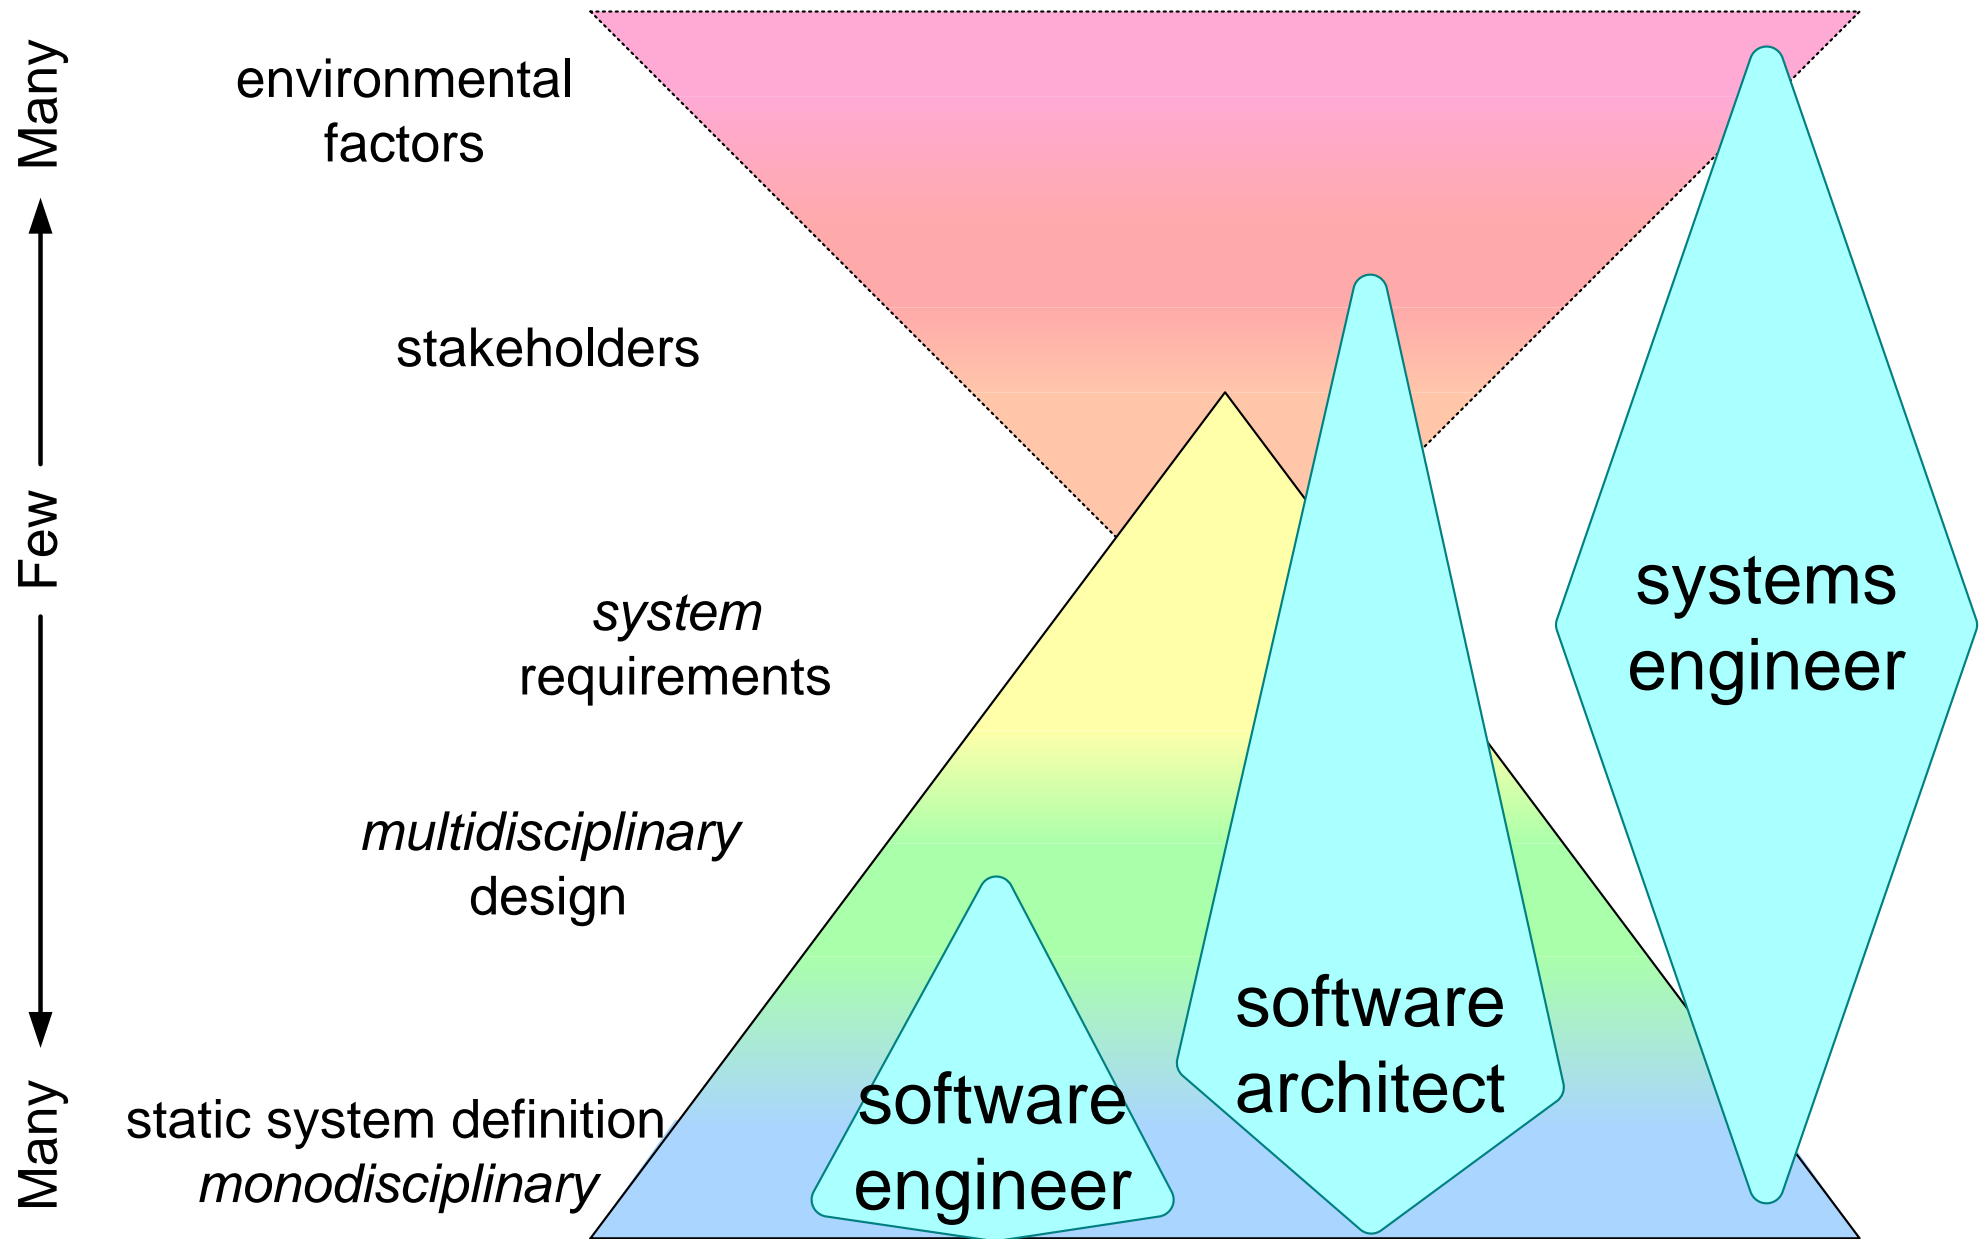 Many
environmental
factors
stakeholders
Few
system
requirements
multidisciplinary
design
Many
static system definition
monodisciplinary
software
engineer
software
architect
systems
engineer